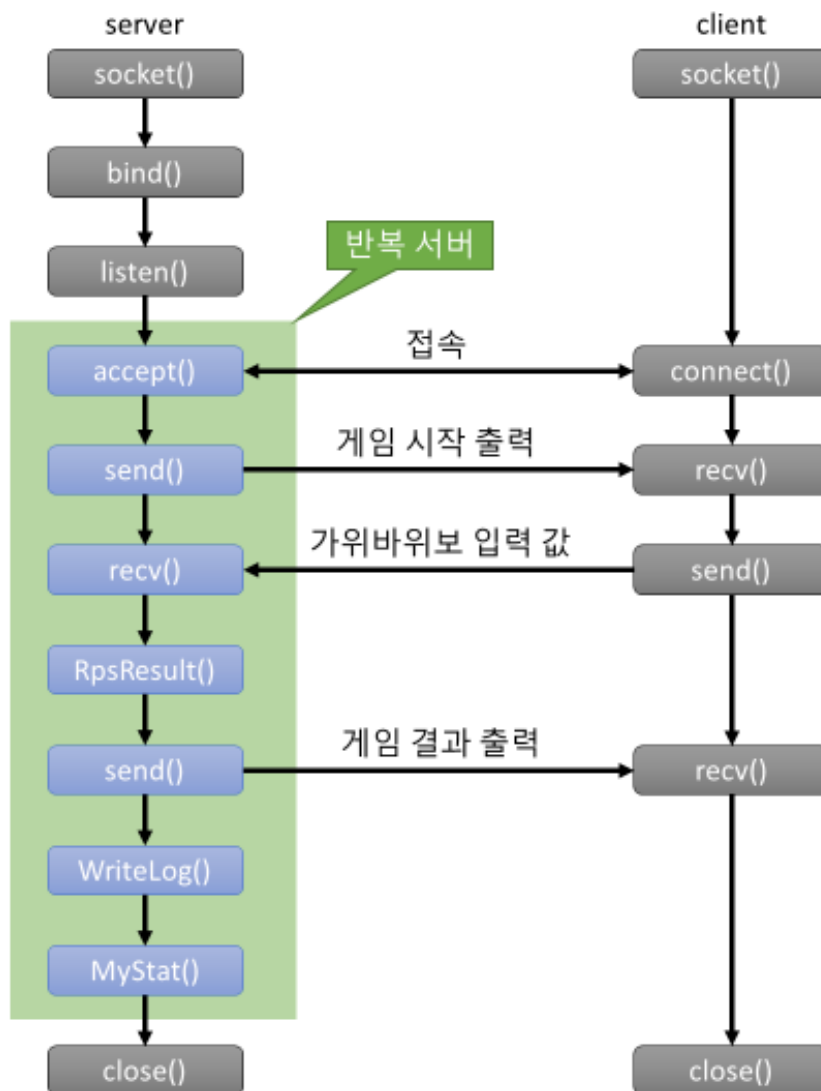 server
client
socket()
socket()
bind()
반복 서버
listen()
접속
accept()
connect()
게임 시작 출력
send()
recv()
가위바위보 입력 값
recv()
send()
RpsResult()
게임 결과 출력
send()
recv()
WriteLog()
MyStat()
close()
close()